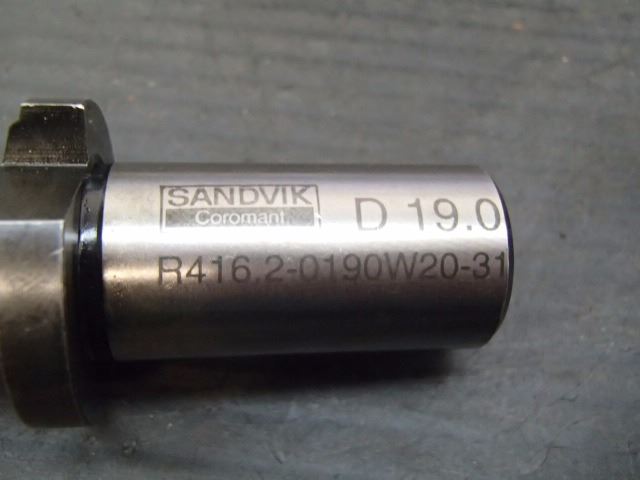 SANDVIK
Coromant
D 19.0
R416.2-0190W20-31